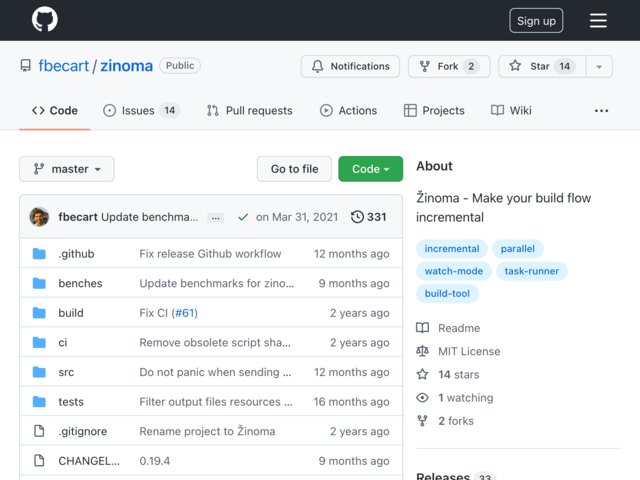 Sign up
fbecart / zinoma Public
Notifications Fork 2 Star 14
Code Issues 14 Pull requests Actions Projects Wiki ...
master Go to file Code
fbecart Update benchma... ... on Mar 31, 2021 331
.github Fix release Github workflow 12 months ago
benches Update benchmarks for zino... 9 months ago
build Fix CI (#61) 2 years ago
ci Remove obsolete script sha... 2 years ago
src Do not panic when sending ... 12 months ago
tests Filter output files resources ... 16 months ago
.gitignore Rename project to Žinoma 2 years ago
CHANGEL... 0.19.4 9 months ago
About
Žinoma - Make your build flow
incremental
incremental parallel
watch-mode task-runner
build-tool
Readme
MIT License
14 stars
1 watching
2 forks
Releases 33